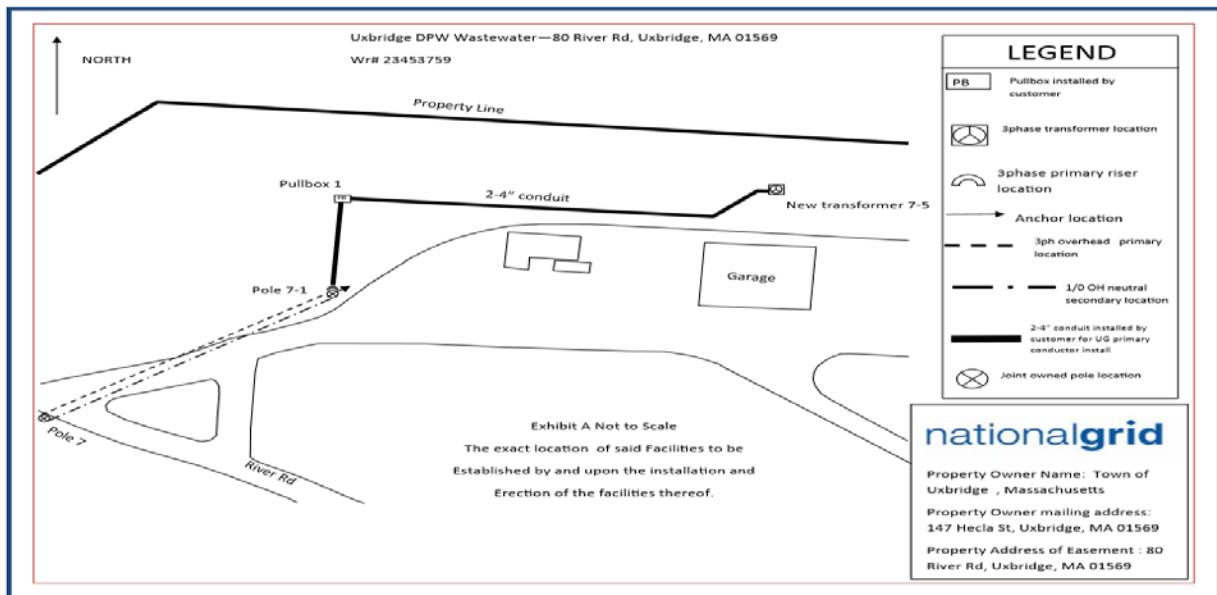 Uxbridge DPW Wastewater—80 River Rd, Uxbridge, MA 01569
Wr# 23453759
NORTH
Property Line
Pullbox 1
PB
2-4" conduit
New transformer 7-5
Garage
Pole 7-1
Pole 7
River Rd
Exhibit A Not to Scale
The exact location of said Facilities to be
Established by and upon the installation and
Erection of the facilities thereof.
LEGEND
PB
Pullbox installed by
customer
3phase transformer location
3phase primary riser
location
Anchor location
3ph overhead primary
location
1/0 OH neutral
secondary location
2-4" conduit installed by
customer for UG primary
conductor install
Joint owned pole location
nationalgrid
Property Owner Name: Town of
Uxbridge , Massachusetts
Property Owner mailing address:
147 Hecla St, Uxbridge, MA 01569
Property Address of Easement : 80
River Rd, Uxbridge, MA 01569